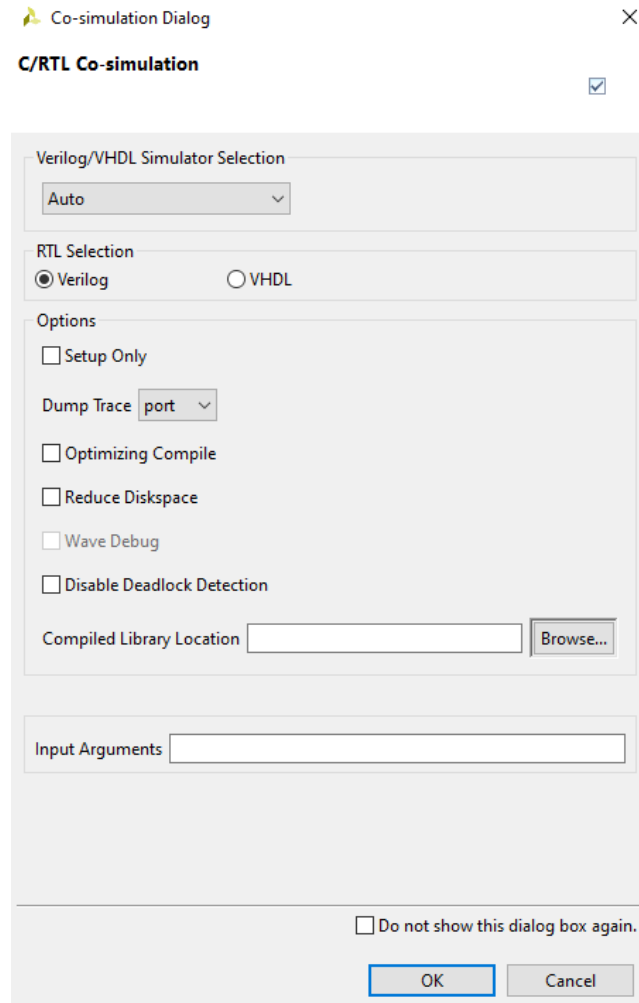 Co-simulation Dialog
C/RTL Co-simulation
Verilog/VHDL Simulator Selection
Auto
RTL Selection
Verilog VHDL
Options
Setup Only
Dump Trace port
Optimizing Compile
Reduce Diskspace
Wave Debug
Disable Deadlock Detection
Compiled Library Location Browse...
Input Arguments
Do not show this dialog box again.
OK Cancel